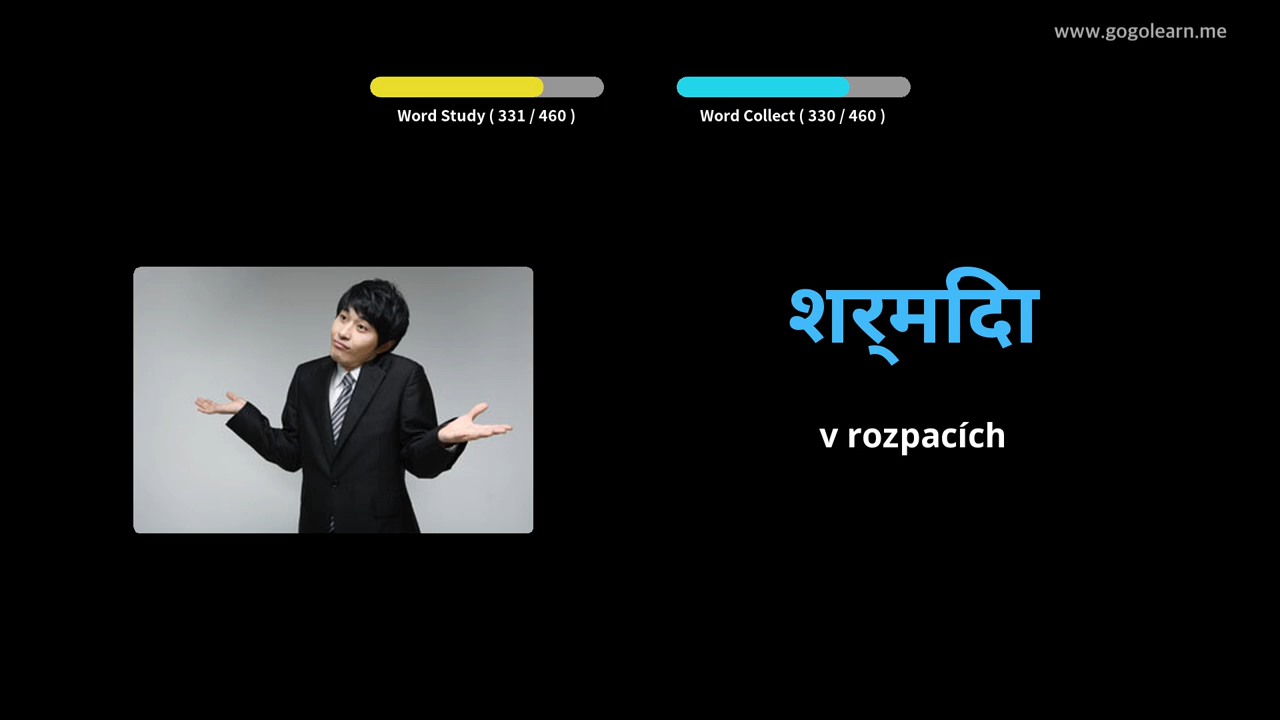 www.gogolearn.me
Word Study ( 331 / 460 )
Word Collect ( 330 / 460 )
शर्मिंदा
v rozpacích